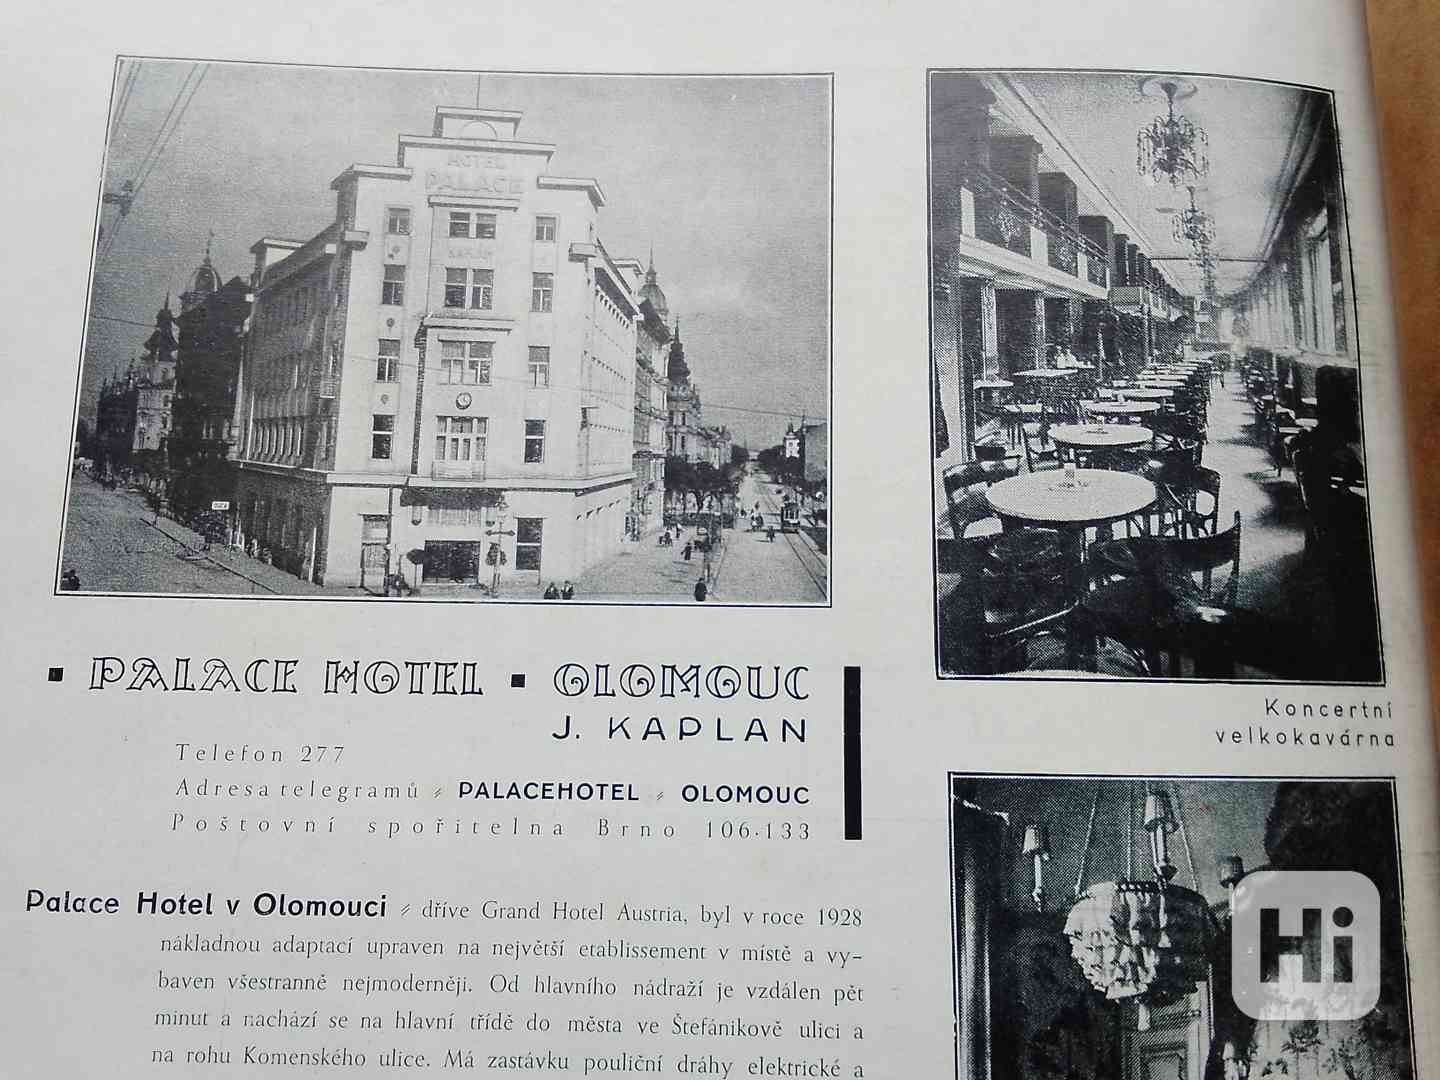 HOTEL
PALACE
PALACE HOTEL ▪ OLOMOUC
J. KAPLAN
Telefon 277
Adresa telegramů PALACEHOTEL OLOMOUC
Poštovní spořitelna Brno 106.133
Koncertní
velkokavárna
Palace Hotel v Olomouci dříve Grand Hotel Austria, byl v roce 1928
nákladnou adaptací upraven na největší etablissement v místě a vy-
baven všestranně nejmoderněji. Od hlavního nádraží je vzdálen pět
minut a nachází se na hlavní třídě do města ve Štefánikově ulici a
na rohu Komenského ulice. Má zastávku pouliční dráhy elektrické a
Hi